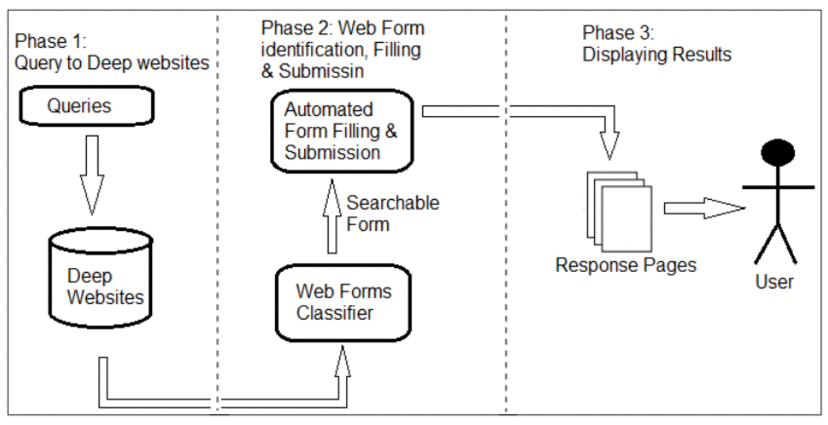 Phase 1:
Query to Deep websites
Queries
Deep
Websites
Phase 2: Web Form
identification, Filling
& Submissin
Automated
Form Filling &
Submission
Searchable
Form
Web Forms
Classifier
Phase 3:
Displaying Results
Response Pages
User